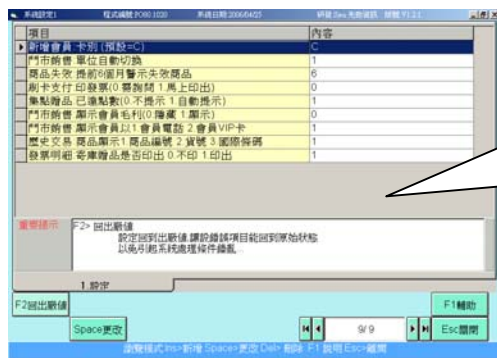 系統設定1 程式編號:POS01020 系統日期:2006/04/25
項目 內容
新增會員 卡別 (預設=C) C
門市銷售 單位自動切換 1
商品失效 提前6個月警示失效商品 6
刷卡支付 印發票(0 需詢問 1.馬上印出) 0
集點贈品 已達點數(0.不提示 1 自動提示) 1
門市銷售 顯示會員毛利(0 隱藏 1.顯示) 0
門市銷售 顯示會員以1.會員電話 2.會員VIP卡 1
歷史交易 商品顯示1.商品編號 2 貨號 3 國際條碼 1
發票明細 寄庫贈品是否印出 0.不印 1.印出 1
重要提示
F2> 回出廠值
設定回到出廠值.讓設錯誤項目能回到原始狀態
以免引起系統處理條件錯亂
1.設定
F2回出廠值 F1輔助
Space更改 9/9 Esc離開
瀏覽模式 Ins>新增 Space>更改 Del> 刪除 F1 說明 Esc>離開